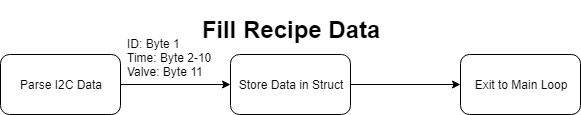 Fill Recipe Data
ID: Byte 1
Time: Byte 2-10
Valve: Byte 11
Parse I2C Data
Store Data in Struct
Exit to Main Loop